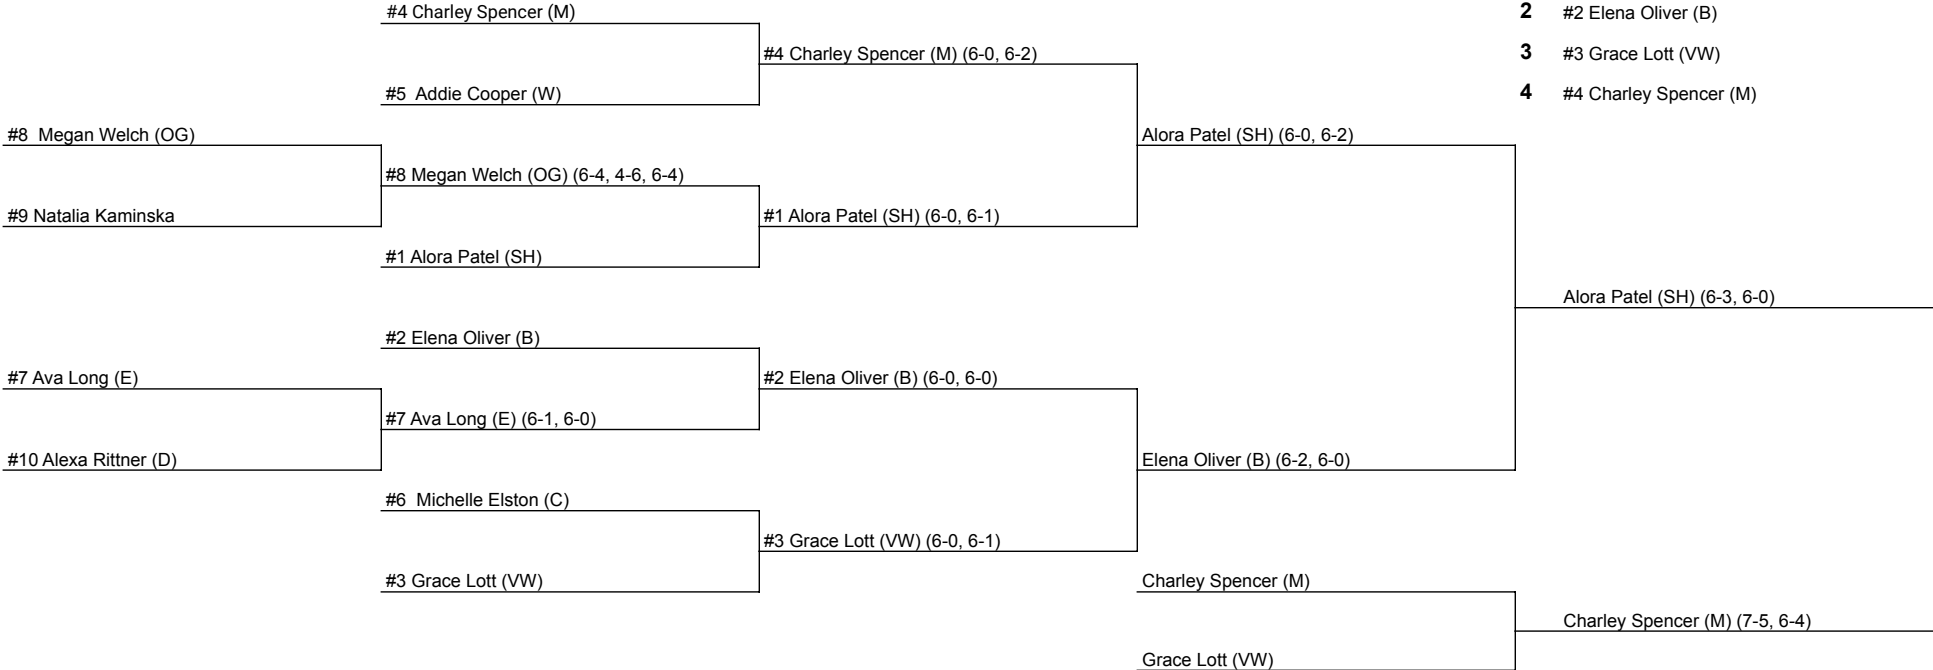 #4 Charley Spencer (M)
2 #2 Elena Oliver (B)
#4 Charley Spencer (M) (6-0, 6-2)
3 #3 Grace Lott (VW)
#5 Addie Cooper (W)
4 #4 Charley Spencer (M)
#8 Megan Welch (OG)
Alora Patel (SH) (6-0, 6-2)
#8 Megan Welch (OG) (6-4, 4-6, 6-4)
#9 Natalia Kaminska
#1 Alora Patel (SH) (6-0, 6-1)
#1 Alora Patel (SH)
Alora Patel (SH) (6-3, 6-0)
#2 Elena Oliver (B)
#7 Ava Long (E)
#2 Elena Oliver (B) (6-0, 6-0)
#7 Ava Long (E) (6-1, 6-0)
#10 Alexa Rittner (D)
Elena Oliver (B) (6-2, 6-0)
#6 Michelle Elston (C)
#3 Grace Lott (VW) (6-0, 6-1)
#3 Grace Lott (VW)
Charley Spencer (M)
Charley Spencer (M) (7-5, 6-4)
Grace Lott (VW)